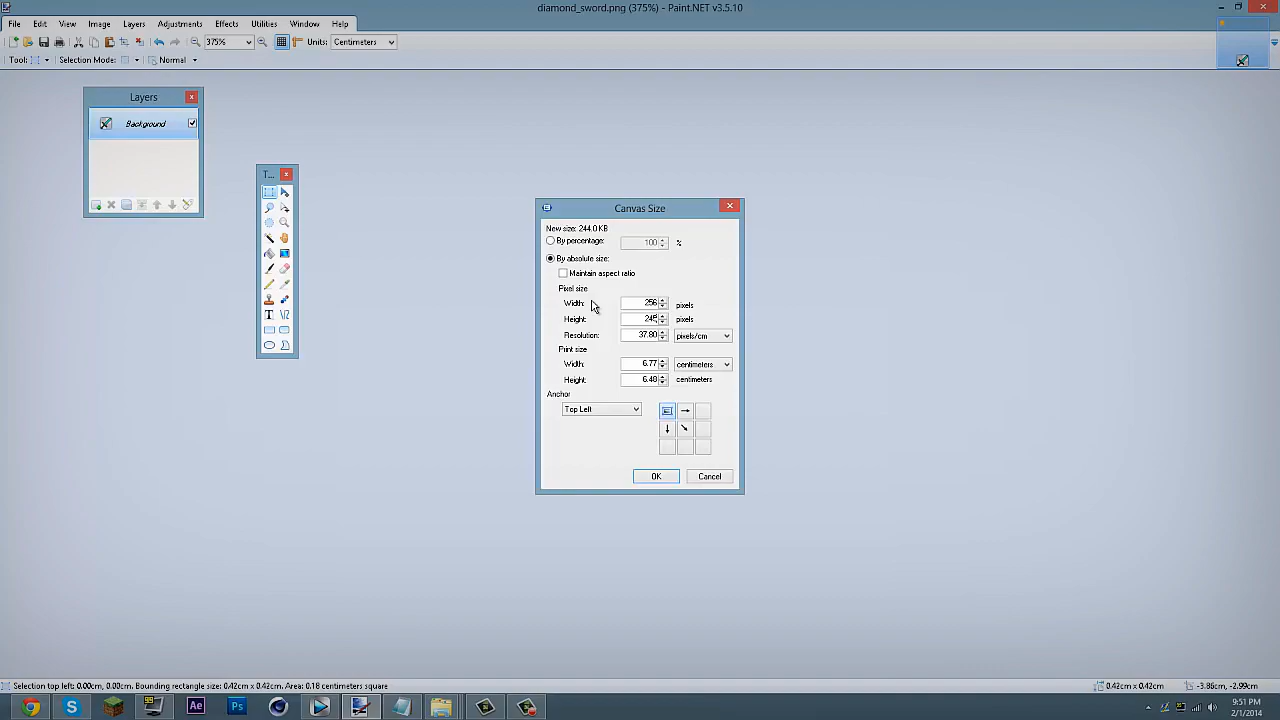 diamond_sword.png (375%) - Paint.NET v3.5.10
File Edit View Image Layers Adjustments Effects Utilities Window Help
375% Units: Centimeters
Tool: Selection Mode: Normal
Layers
Background
T...
Canvas Size
New size: 244.0 KB
By percentage: 100 %
By absolute size:
Maintain aspect ratio
Pixel size
Width: 256 pixels
Height: 245 pixels
Resolution: 37.80 pixels/cm
Print size
Width: 6.77 centimeters
Height: 6.48 centimeters
Anchor
Top Left
OK Cancel
Selection top left: 0.00cm, 0.00cm. Bounding rectangle size: 0.42cm x 0.42cm. Area: 0.18 centimeters square 0.42cm x 0.42cm -3.86cm, -2.99cm
Ae Ps
9:51 PM
2/1/2014